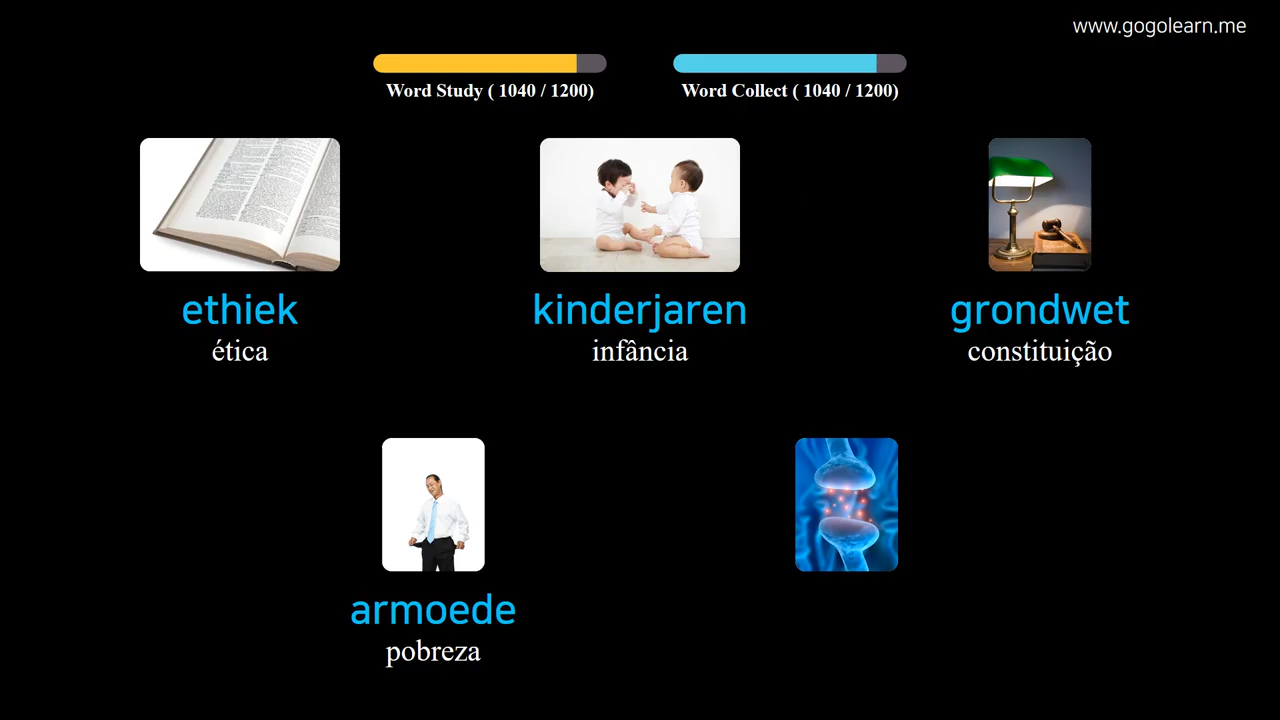 www.gogolearn.me
Word Study ( 1040 / 1200)
Word Collect ( 1040 / 1200)
ethiek
ética
kinderjaren
infância
grondwet
constituição
armoede
pobreza